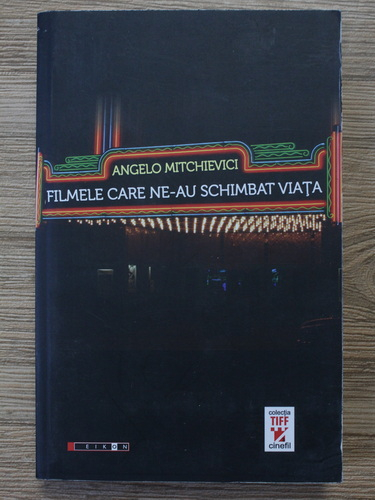 ANGELO MITCHIEVICI
FILMELE CARE NE-AU SCHIMBAT VIAȚA
EIKON
colecția
TIFF
cinefil